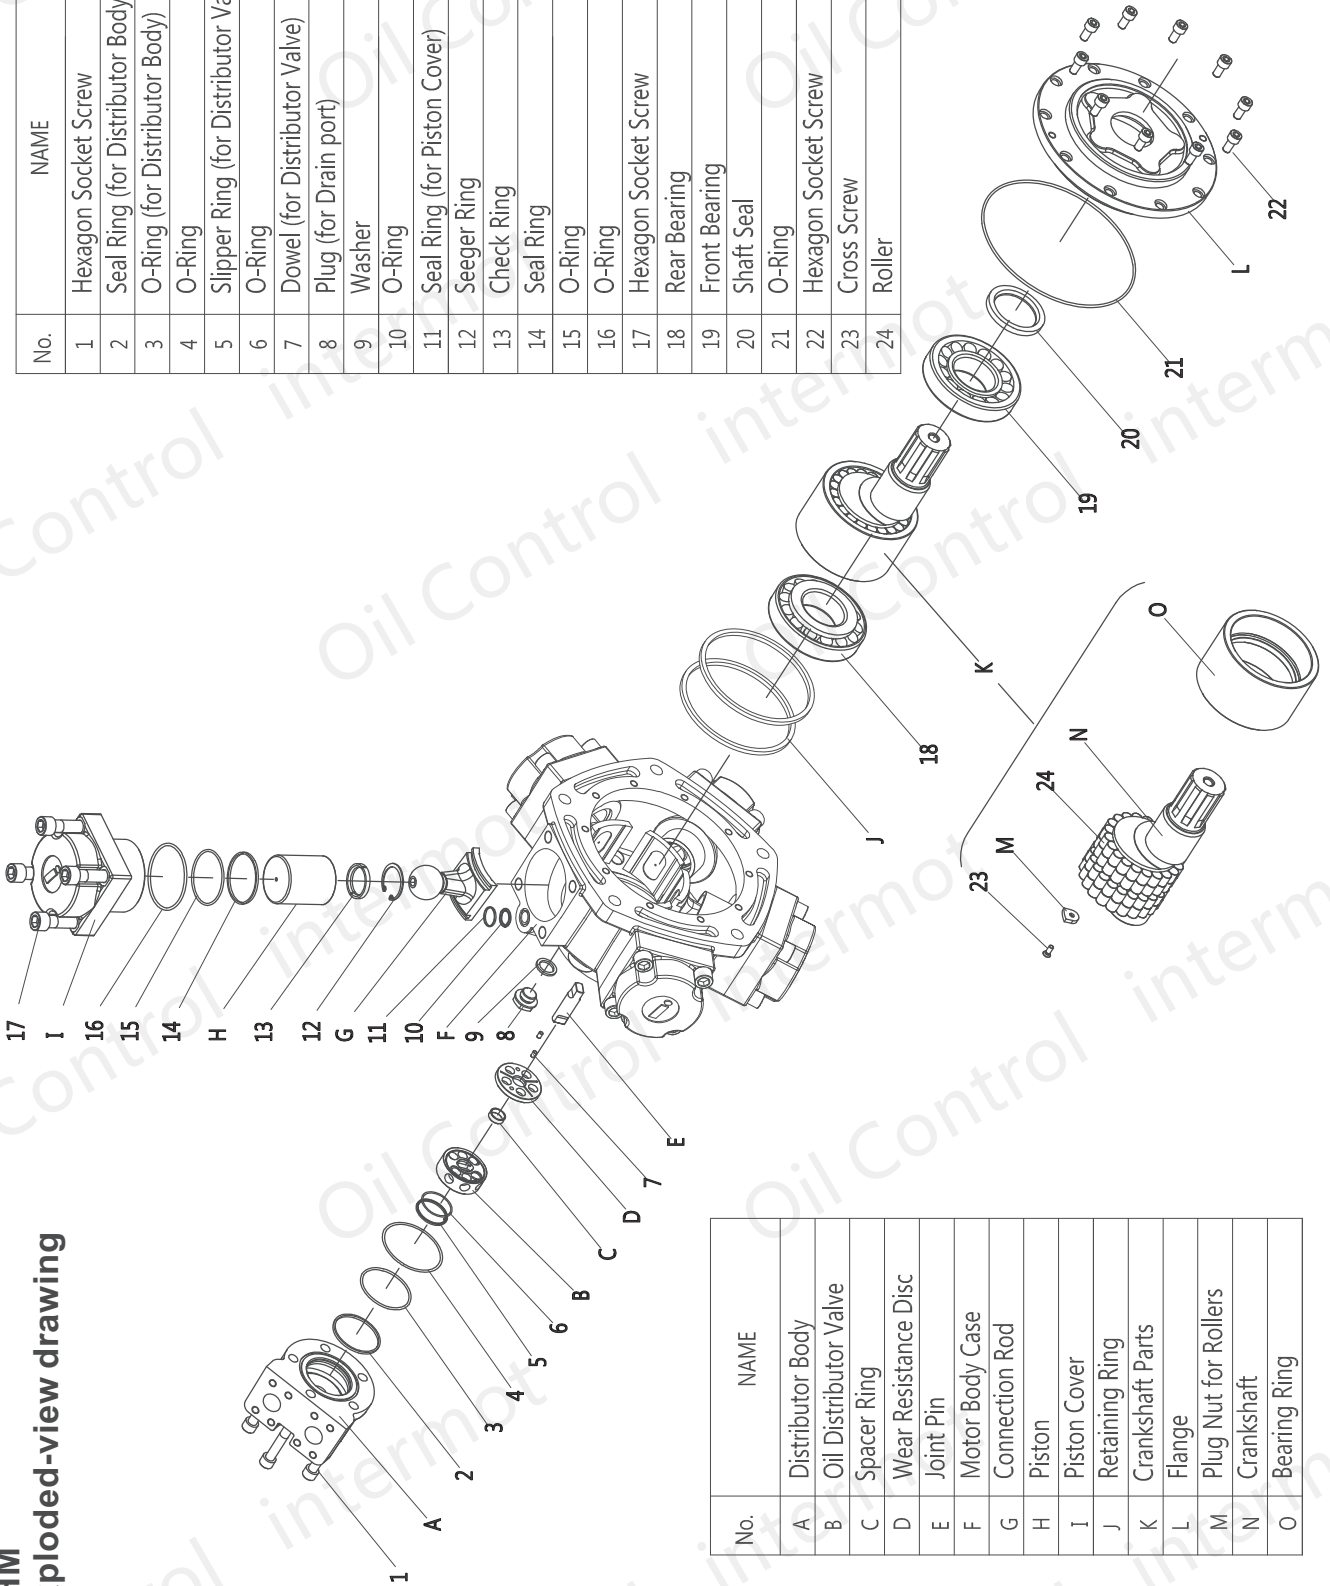 HM
xploded-view drawing
No. NAME
1 Hexagon Socket Screw
2 Seal Ring (for Distributor Body
3 O-Ring (for Distributor Body)
4 O-Ring
5 Slipper Ring (for Distributor Va
6 O-Ring
7 Dowel (for Distributor Valve)
8 Plug (for Drain port)
9 Washer
10 O-Ring
11 Seal Ring (for Piston Cover)
12 Seeger Ring
13 Check Ring
14 Seal Ring
15 O-Ring
16 O-Ring
17 Hexagon Socket Screw
18 Rear Bearing
19 Front Bearing
20 Shaft Seal
21 O-Ring
22 Hexagon Socket Screw
23 Cross Screw
24 Roller
17
I
16
15
14
H
13
12
G
11
10
F
9
8
1
A
2
3
4
5
6
B
C
D
7
E
J
18
K
19
20
21
L
22
23
M
24
N
O
No. NAME
A Distributor Body
B Oil Distributor Valve
C Spacer Ring
D Wear Resistance Disc
E Joint Pin
F Motor Body Case
G Connection Rod
H Piston
I Piston Cover
J Retaining Ring
K Crankshaft Parts
L Flange
M Plug Nut for Rollers
N Crankshaft
O Bearing Ring
Oil Control intermot